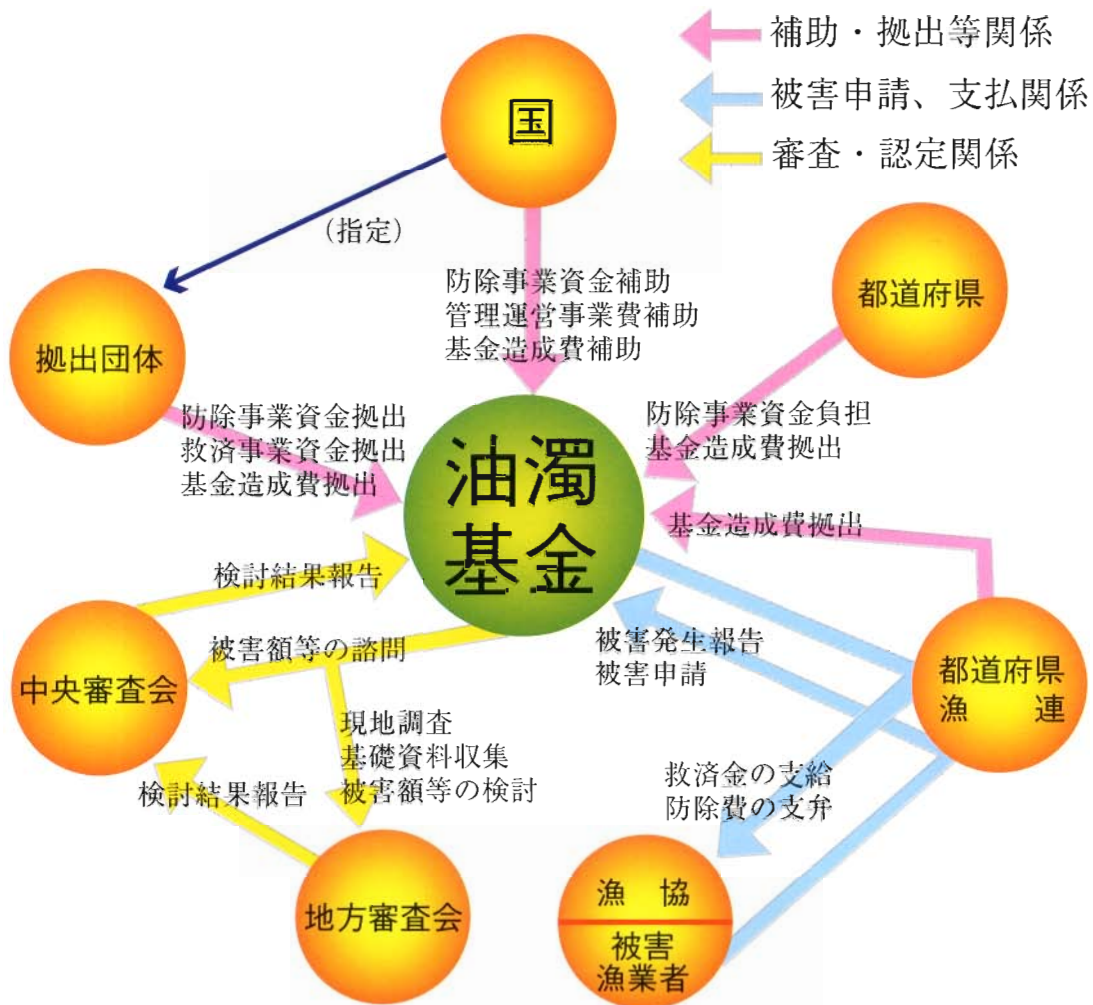 補助・拠出等関係
被害申請、支払関係
審査・認定関係
国
(指定)
都道府県
防除事業資金補助
管理運営事業費補助
基金造成費補助
拠出団体
防除事業資金拠出
救済事業資金拠出
基金造成費拠出
防除事業資金負担
基金造成費拠出
油濁
基金
基金造成費拠出
検討結果報告
被害額等の諮問
被害発生報告
被害申請
中央審査会
都道府県
漁　連
現地調査
基礎資料収集
被害額等の検討
検討結果報告
救済金の支給
防除費の支弁
地方審査会
漁　協
被害
漁業者